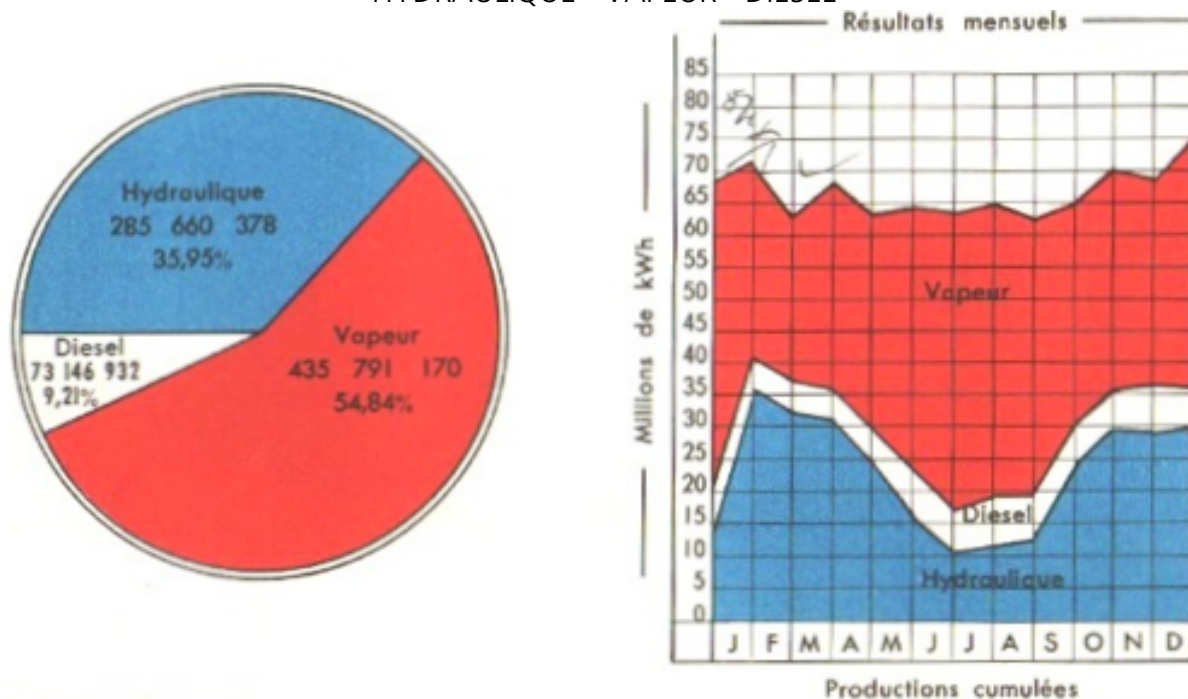 HYDRAULIQUE - VAPEUR - DIESEL
Hydraulique
285 660 378
35,95%
Diesel
73 146 932
9,21%
Vapeur
435 791 170
54,84%
Résultats mensuels
Millions de kWh
85
80
75
70
65
60
55
50
45
40
35
30
25
20
15
10
5
0
Vapeur
Diesel
Hydraulique
J F M A M J J A S O N D
Productions cumulées